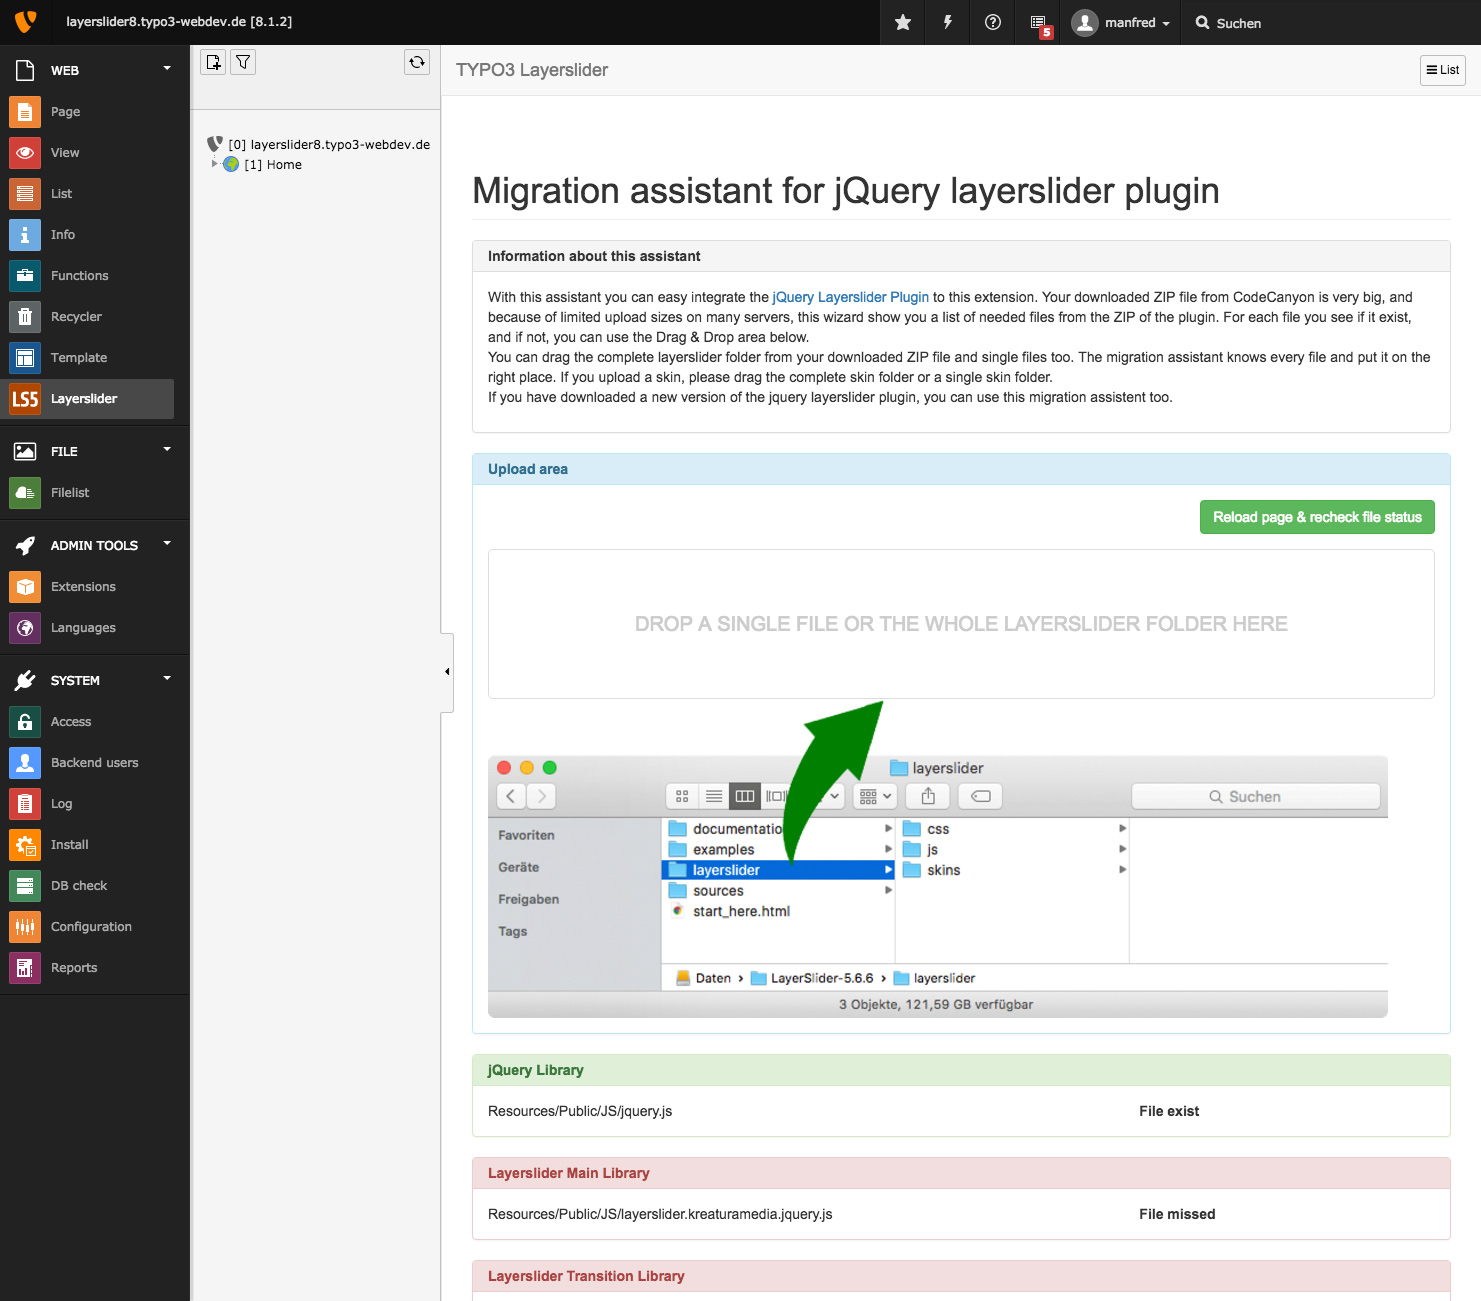 layerslider8.typo3-webdev.de [8.1.2]
5
manfred
Suchen
WEB
Page
View
List
Info
Functions
Recycler
Template
LS5 Layerslider
FILE
Filelist
ADMIN TOOLS
Extensions
Languages
SYSTEM
Access
Backend users
Log
Install
DB check
Configuration
Reports
[0] layerslider8.typo3-webdev.de
[1] Home
TYPO3 Layerslider
List
Migration assistant for jQuery layerslider plugin
Information about this assistant
With this assistant you can easy integrate the jQuery Layerslider Plugin to this extension. Your downloaded ZIP file from CodeCanyon is very big, and
because of limited upload sizes on many servers, this wizard show you a list of needed files from the ZIP of the plugin. For each file you see if it exist,
and if not, you can use the Drag & Drop area below.
You can drag the complete layerslider folder from your downloaded ZIP file and single files too. The migration assistant knows every file and put it on the
right place. If you upload a skin, please drag the complete skin folder or a single skin folder.
If you have downloaded a new version of the jquery layerslider plugin, you can use this migration assistent too.
Upload area
Reload page & recheck file status
DROP A SINGLE FILE OR THE WHOLE LAYERSLIDER FOLDER HERE
layerslider
Suchen
Favoriten
Geräte
Freigaben
Tags
documentatio
examples
layerslider
sources
start_here.html
css
js
skins
Daten › LayerSlider-5.6.6 › layerslider
3 Objekte, 121,59 GB verfügbar
jQuery Library
Resources/Public/JS/jquery.js File exist
Layerslider Main Library
Resources/Public/JS/layerslider.kreaturamedia.jquery.js File missed
Layerslider Transition Library